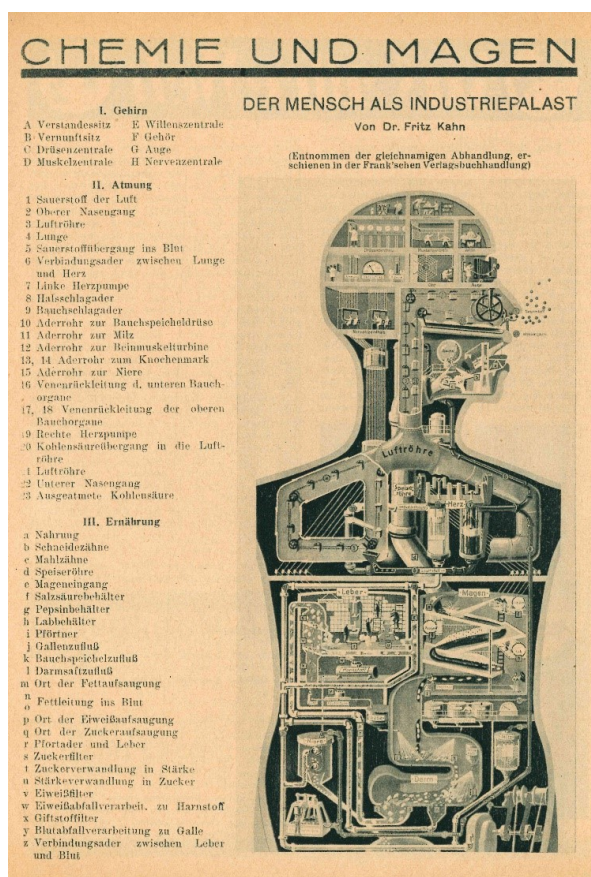 CHEMIE UND MAGEN
DER MENSCH ALS INDUSTRIEPALAST
Von Dr. Fritz Kahn
(Entnommen der gleichnamigen Abhandlung, er-
schienen in der Frank'schen Verlagsbuchhandlung)
I. Gehirn
A Verstandessitz E Willenszentrale
B Vernunftsitz F Gehör
C Drüsenzentrale G Auge
D Muskelzentrale H Nervenzentrale
II. Atmung
1 Sauerstoff der Luft
2 Oberer Nasengang
3 Luftröhre
4 Lunge
5 Sauerstoffübergang ins Blut
6 Verbindungsader zwischen Lunge
und Herz
7 Linke Herzpumpe
8 Halsschlagader
9 Bauchschlagader
10 Aderrohr zur Bauchspeicheldrüse
11 Aderrohr zur Milz
12 Aderrohr zur Beinmuskelturbine
13, 14 Aderrohr zum Knochenmark
15 Aderrohr zur Niere
16 Venenrückleitung d. unteren Bauch-
organe
17, 18 Venenrückleitung der oberen
Bauchorgane
19 Rechte Herzpumpe
20 Kohlensäureübergang in die Luft-
röhre
21 Luftröhre
22 Unterer Nasengang
23 Ausgeatmete Kohlensäure
III. Ernährung
a Nahrung
b Schneidezähne
c Mahlzähne
d Speiseröhre
e Mageneingang
f Salzsäurebehälter
g Pepsinbehälter
h Labbehälter
i Pförtner
j Gallenzufluß
k Bauchspeichelzufluß
l Darmsaftzufluß
m Ort der Fettaufsaugung
n
o Fettleitung ins Blut
p Ort der Eiweißaufsaugung
q Ort der Zuckeraufsaugung
r Pfortader und Leber
s Zuckerfilter
t Zuckerverwandlung in Stärke
u Stärkeverwandlung in Zucker
v Eiweißfilter
w Eiweißabfallverarbeit. zu Harnstoff
x Giftstoffilter
y Blutabfallverarbeitung zu Galle
z Verbindungsader zwischen Leber
und Blut
Luftröhre
Herz
Leber
Magen
Darm